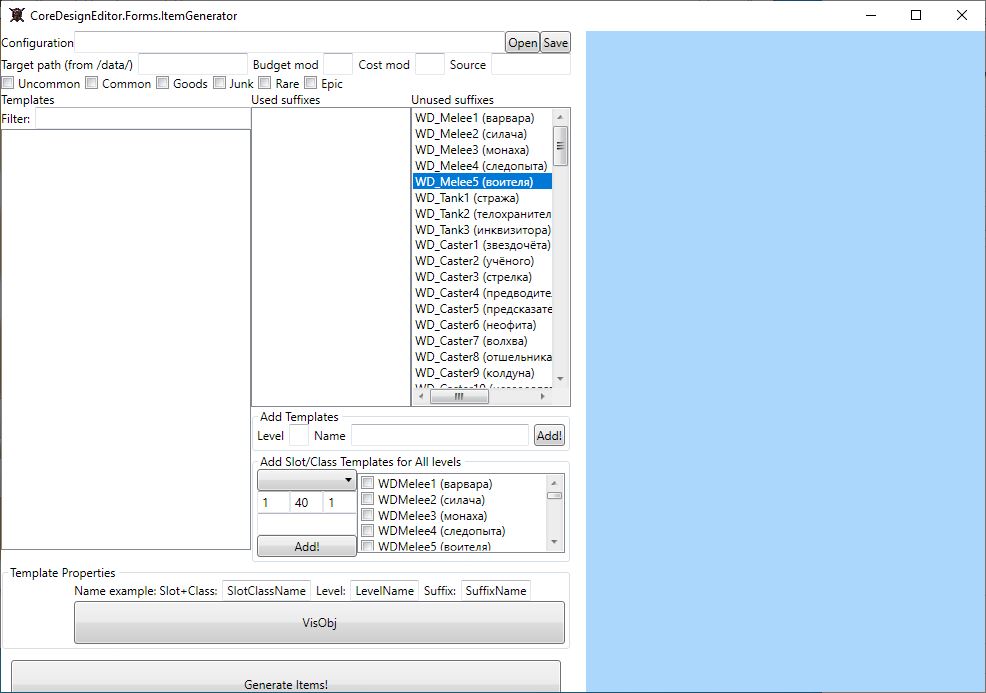 CoreDesignEditor.Forms.ItemGenerator
Configuration Open Save
Target path (from /data/) Budget mod Cost mod Source
Uncommon Common Goods Junk Rare Epic
Templates Used suffixes Unused suffixes
Filter:
WD_Melee1 (варвара)
WD_Melee2 (силача)
WD_Melee3 (монаха)
WD_Melee4 (следопыта)
WD_Melee5 (воителя)
WD_Tank1 (стража)
WD_Tank2 (телохранител
WD_Tank3 (инквизитора)
WD_Caster1 (звездочёта)
WD_Caster2 (учёного)
WD_Caster3 (стрелка)
WD_Caster4 (предводите
WD_Caster5 (предсказате
WD_Caster6 (неофита)
WD_Caster7 (волхва)
WD_Caster8 (отшельника
WD_Caster9 (колдуна)
WD_Caster10
Add Templates
Level Name Add!
Add Slot/Class Templates for All levels
1 40 1
Add!
WDMelee1 (варвара)
WDMelee2 (силача)
WDMelee3 (монаха)
WDMelee4 (следопыта)
WDMelee5 (воителя)
Template Properties
Name example: Slot+Class: SlotClassName Level: LevelName Suffix: SuffixName
VisObj
Generate Items!